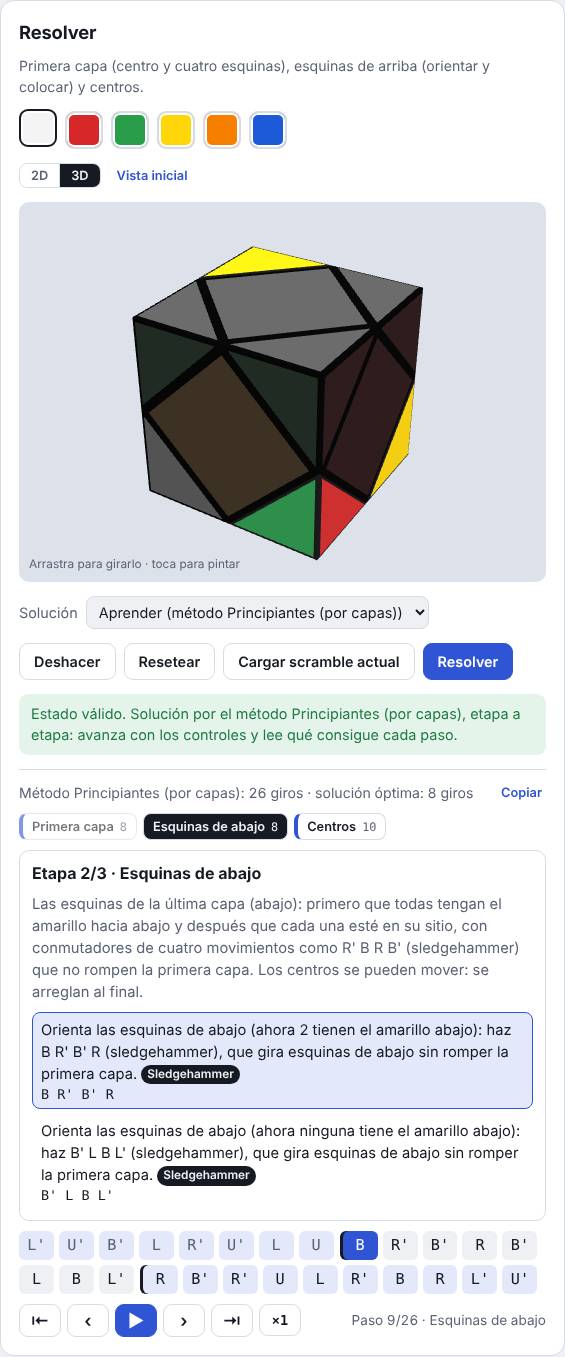 Resolver
Primera capa (centro y cuatro esquinas), esquinas de arriba (orientar y
colocar) y centros.
2D 3D Vista inicial
Arrastra para girarlo · toca para pintar
Solución Aprender (método Principiantes (por capas))
Deshacer Resetear Cargar scramble actual Resolver
Estado válido. Solución por el método Principiantes (por capas), etapa a
etapa: avanza con los controles y lee qué consigue cada paso.
Método Principiantes (por capas): 26 giros · solución óptima: 8 giros Copiar
Primera capa 8 Esquinas de abajo 8 Centros 10
Etapa 2/3 · Esquinas de abajo
Las esquinas de la última capa (abajo): primero que todas tengan el
amarillo hacia abajo y después que cada una esté en su sitio, con
conmutadores de cuatro movimientos como R' B R B' (sledgehammer)
que no rompen la primera capa. Los centros se pueden mover: se
arreglan al final.
Orienta las esquinas de abajo (ahora 2 tienen el amarillo abajo): haz
B R' B' R (sledgehammer), que gira esquinas de abajo sin romper la
primera capa. Sledgehammer
B R' B' R
Orienta las esquinas de abajo (ahora ninguna tiene el amarillo abajo):
haz B' L B L' (sledgehammer), que gira esquinas de abajo sin romper
la primera capa. Sledgehammer
B' L B L'
L' U' B' L R' U' L U B R' B' R B'
L B L' R B' R' U L R' B R L' U'
×1 Paso 9/26 · Esquinas de abajo